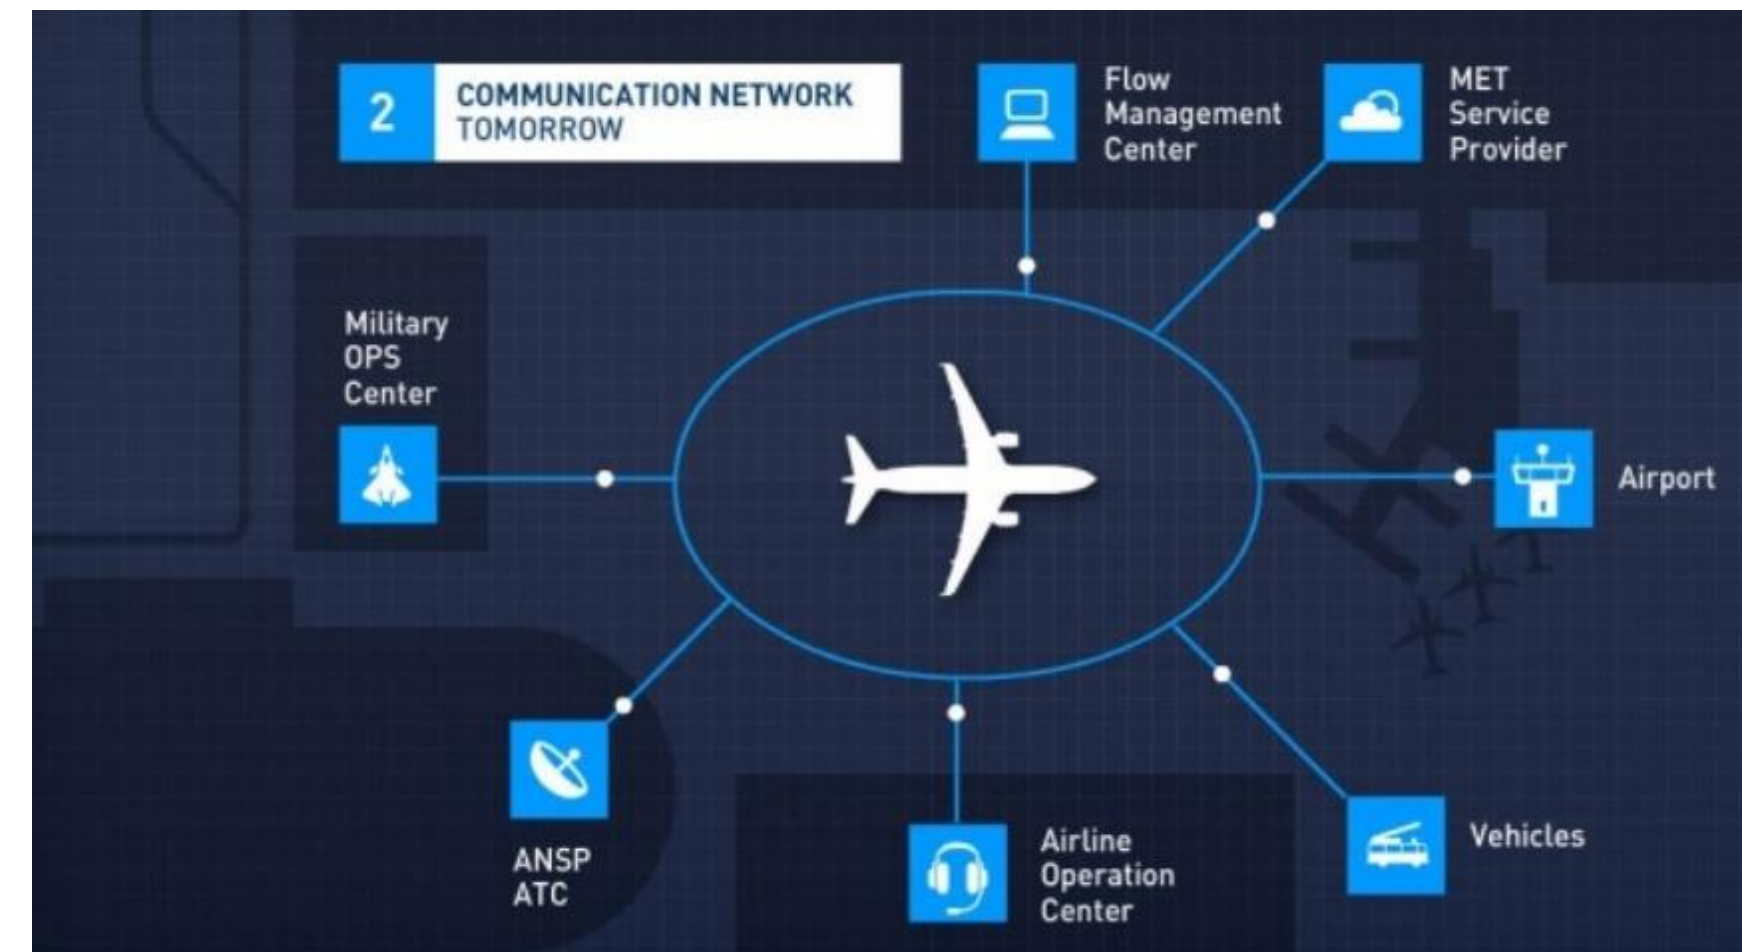 2
COMMUNICATION NETWORK
TOMORROW
Flow
Management
Center
MET
Service
Provider
Military
OPS
Center
Airport
ANSP
ATC
Airline
Operation
Center
Vehicles